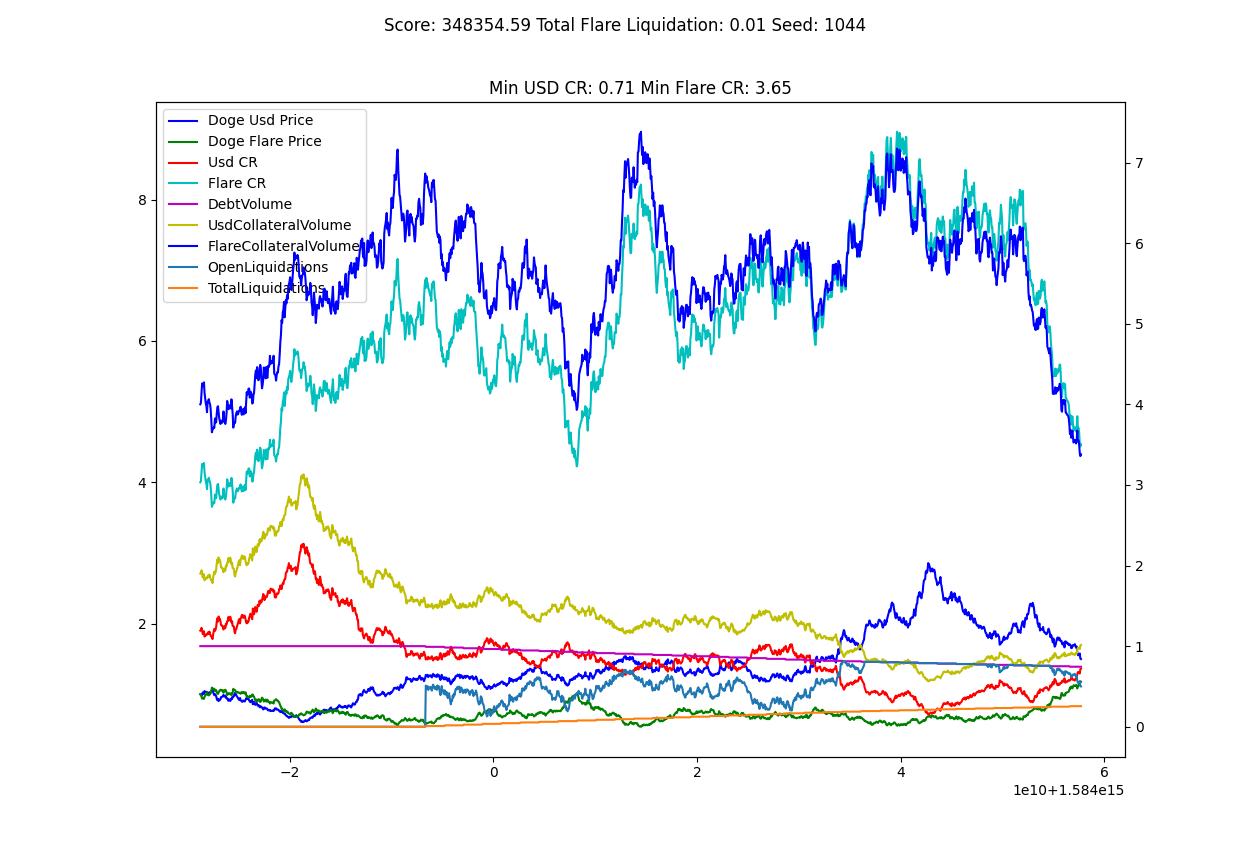 Score: 348354.59 Total Flare Liquidation: 0.01 Seed: 1044
Min USD CR: 0.71 Min Flare CR: 3.65
Doge Usd Price
Doge Flare Price
Usd CR
Flare CR
DebtVolume
UsdCollateralVolume
FlareCollateralVolume
OpenLiquidations
TotalLiquidations
8
6
4
2
7
6
5
4
3
2
1
0
−2
0
2
4
6
1e10+1.584e15